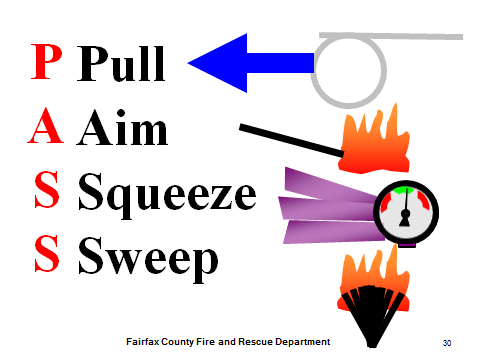 P Pull
A Aim
S Squeeze
S Sweep
Fairfax County Fire and Rescue Department
30